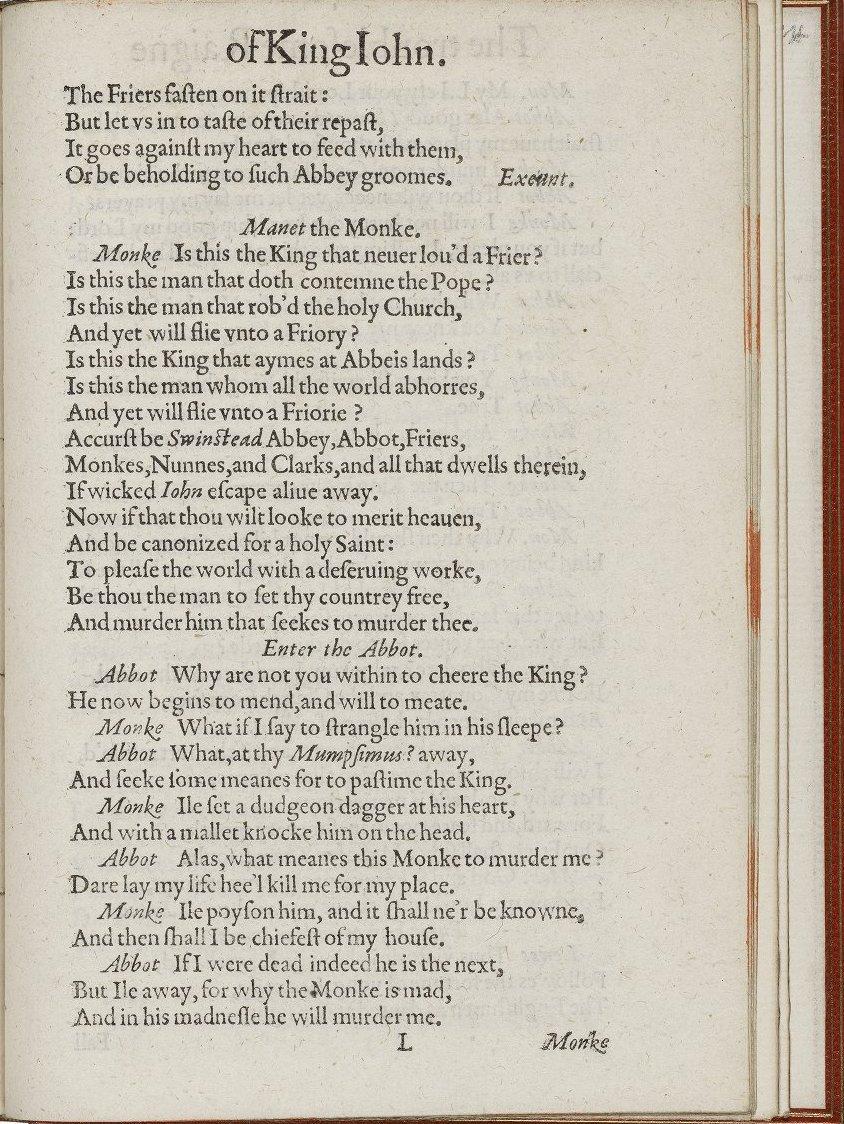 of King Iohn.
The Friers faſten on it ſtrait:
But let vs in to taſte of their repaſt,
It goes againſt my heart to feed with them,
Or be beholding to ſuch Abbey groomes. Exeunt.
Manet the Monke.
Monke Is this the King that neuer lou'd a Frier?
Is this the man that doth contemne the Pope?
Is this the man that rob'd the holy Church,
And yet will flie vnto a Friory?
Is this the King that aymes at Abbeis lands?
Is this the man whom all the world abhorres,
And yet will flie vnto a Friorie?
Accurſt be Swinſtead Abbey, Abbot, Friers,
Monkes, Nunnes, and Clarks, and all that dwells therein,
If wicked Iohn eſcape aliue away.
Now if that thou wilt looke to merit heauen,
And be canonized for a holy Saint:
To pleaſe the world with a deſeruing worke,
Be thou the man to ſet thy countrey free,
And murder him that ſeekes to murder thee.
Enter the Abbot.
Abbot Why are not you within to cheere the King?
He now begins to mend, and will to meate.
Monke What if I ſay to ſtrangle him in his ſleepe?
Abbot What, at thy Mumpſimus? away,
And ſeeke ſome meanes for to paſtime the King.
Monke Ile ſet a dudgeon dagger at his heart,
And with a mallet knocke him on the head.
Abbot Alas, what meanes this Monke to murder me?
Dare lay my life hee'l kill me for my place.
Monke Ile poyſon him, and it ſhall ne'r be knowne,
And then ſhall I be chiefeſt of my houſe.
Abbot If I were dead indeed he is the next,
But Ile away, for why the Monke is mad,
And in his madneſſe he will murder me.
L Monke